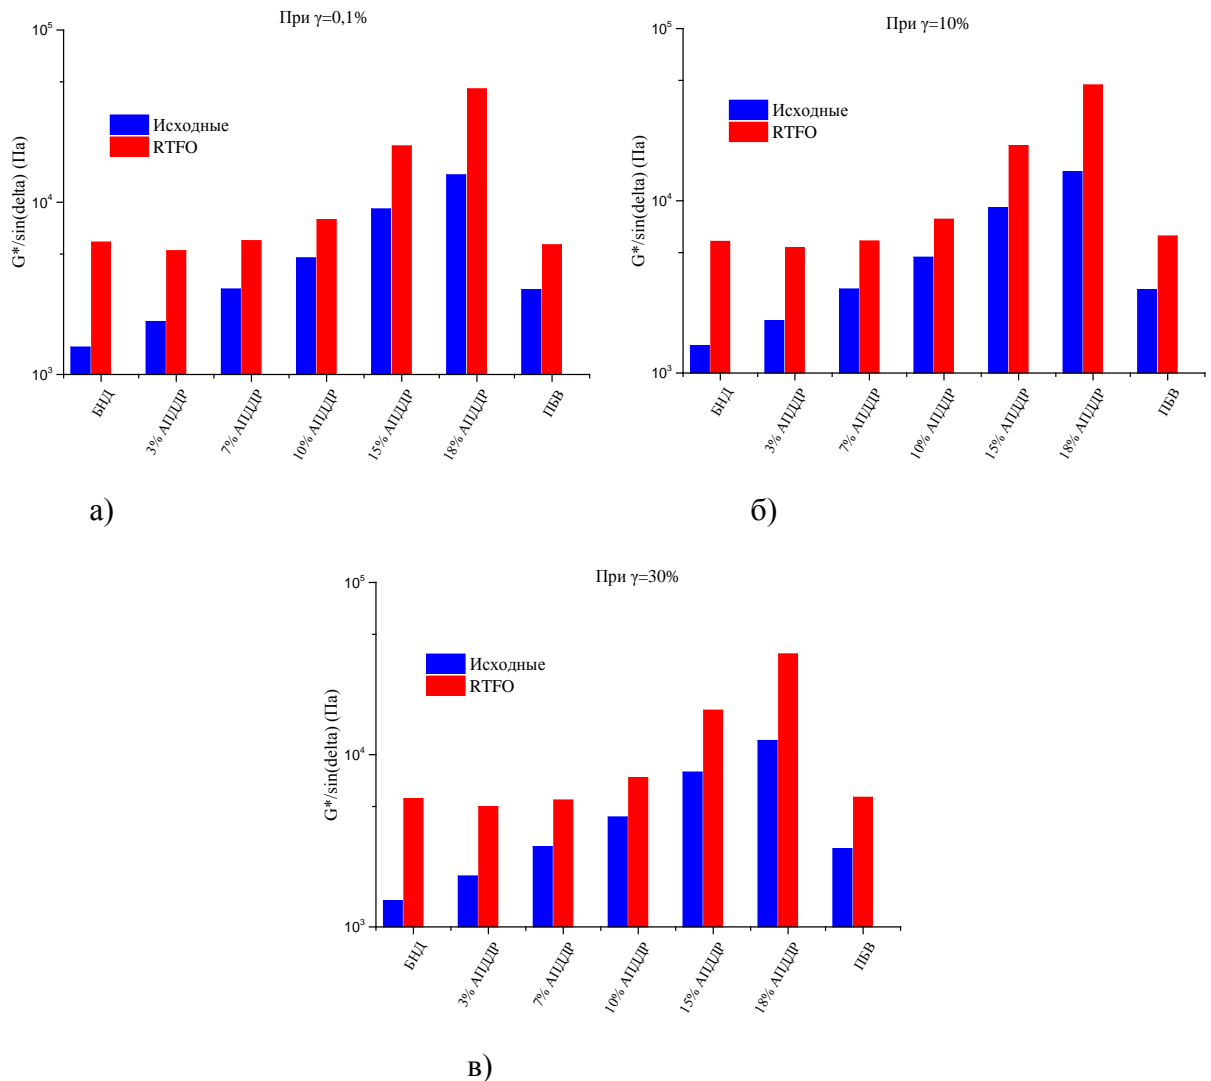 При γ=0,1%
10⁵
Исходные
RTFO
G*/sin(delta) (Па)
10⁴
10³
БНД
3% АПДДР
7% АПДДР
10% АПДДР
15% АПДДР
18% АПДДР
ПБВ
а)
При γ=10%
10⁵
Исходные
RTFO
G*/sin(delta) (Па)
10⁴
10³
БНД
3% АПДДР
7% АПДДР
10% АПДДР
15% АПДДР
18% АПДДР
ПБВ
б)
При γ=30%
10⁵
Исходные
RTFO
G*/sin(delta) (Па)
10⁴
10³
БНД
3% АПДДР
7% АПДДР
10% АПДДР
15% АПДДР
18% АПДДР
ПБВ
в)